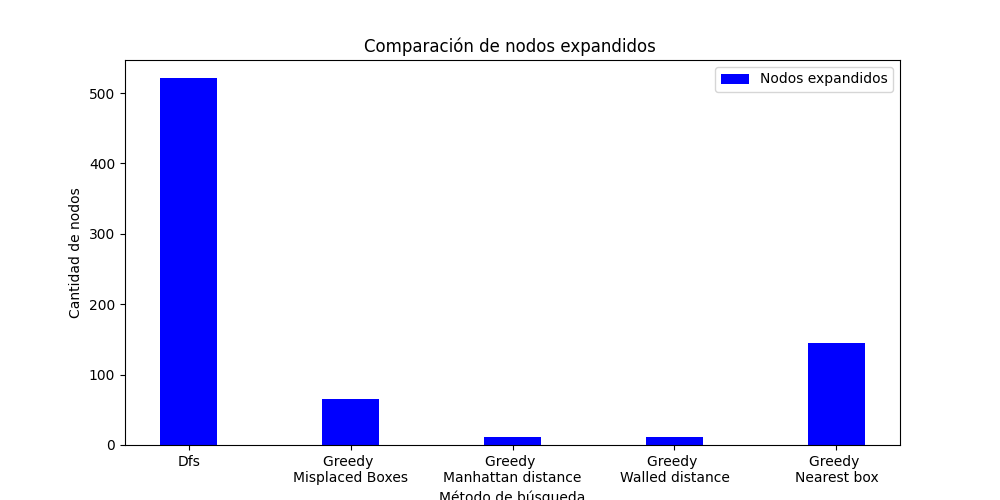 Comparación de nodos expandidos
Nodos expandidos
Cantidad de nodos
500
400
300
200
100
0
Dfs
Greedy
Misplaced Boxes
Greedy
Manhattan distance
Greedy
Walled distance
Greedy
Nearest box
Método de búsqueda